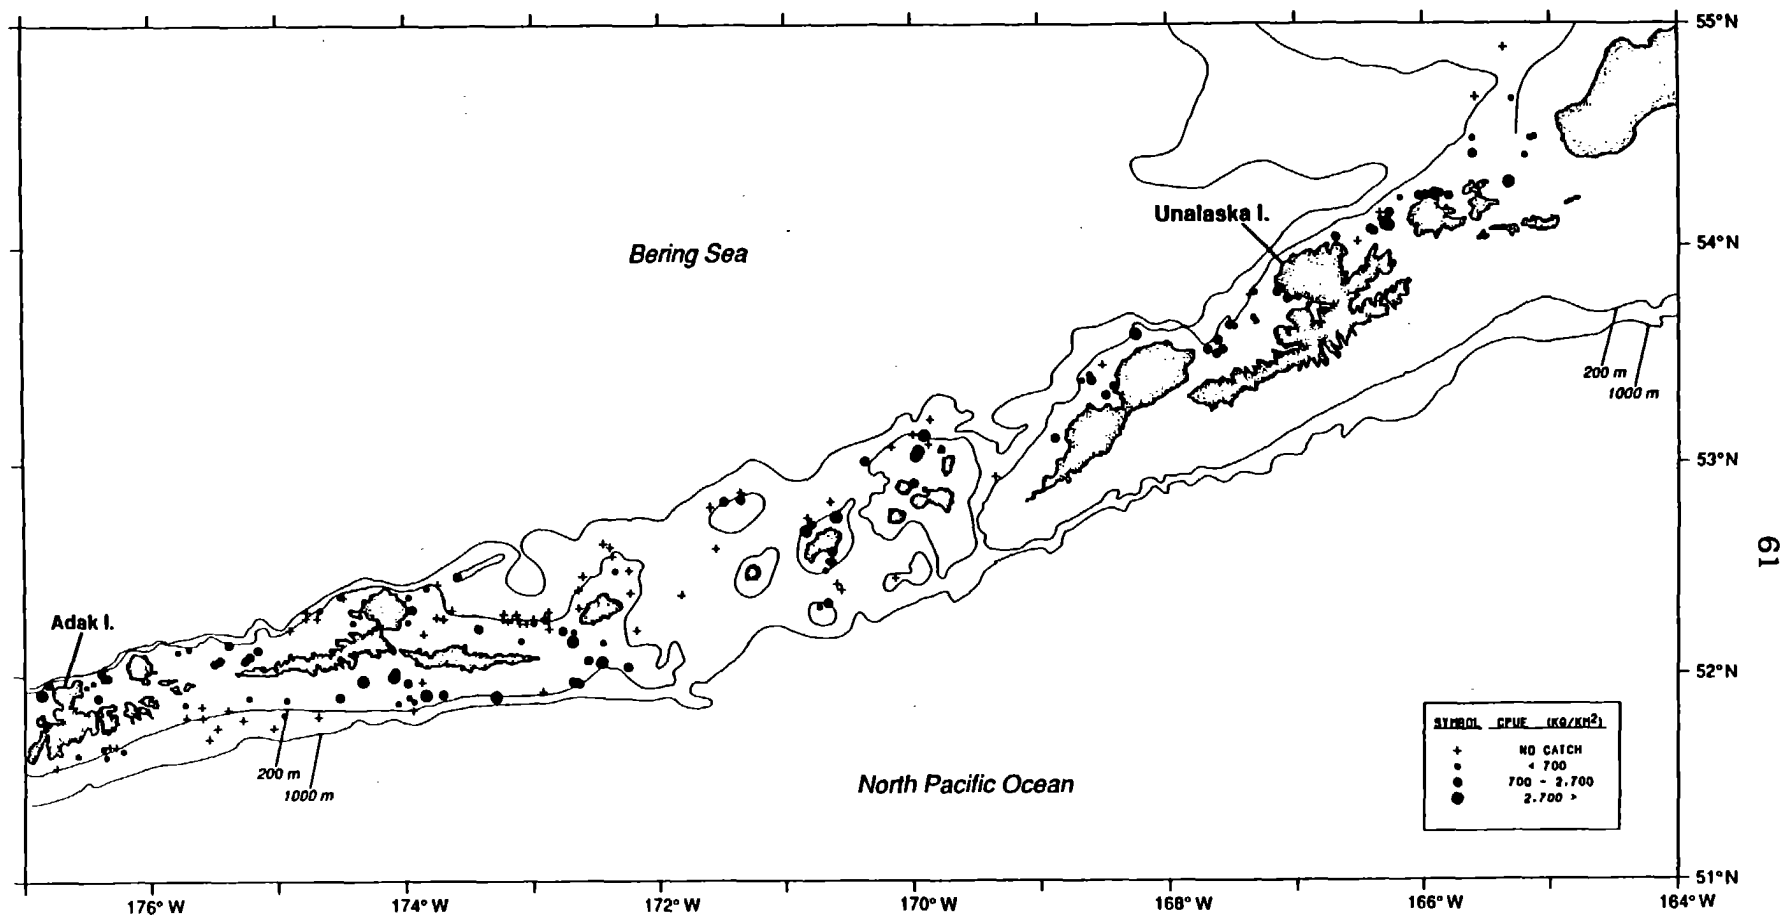 55°N
Unalaska I.
Bering Sea
54°N
200 m
1000 m
53°N
61
Adak I.
52°N
SYMBOL CPUE (KG/KM²)
+ NO CATCH
< 700
700 - 2,700
2,700 >
200 m
1000 m
North Pacific Ocean
51°N
176° W 174° W 172° W 170° W 168° W 166° W 164° W